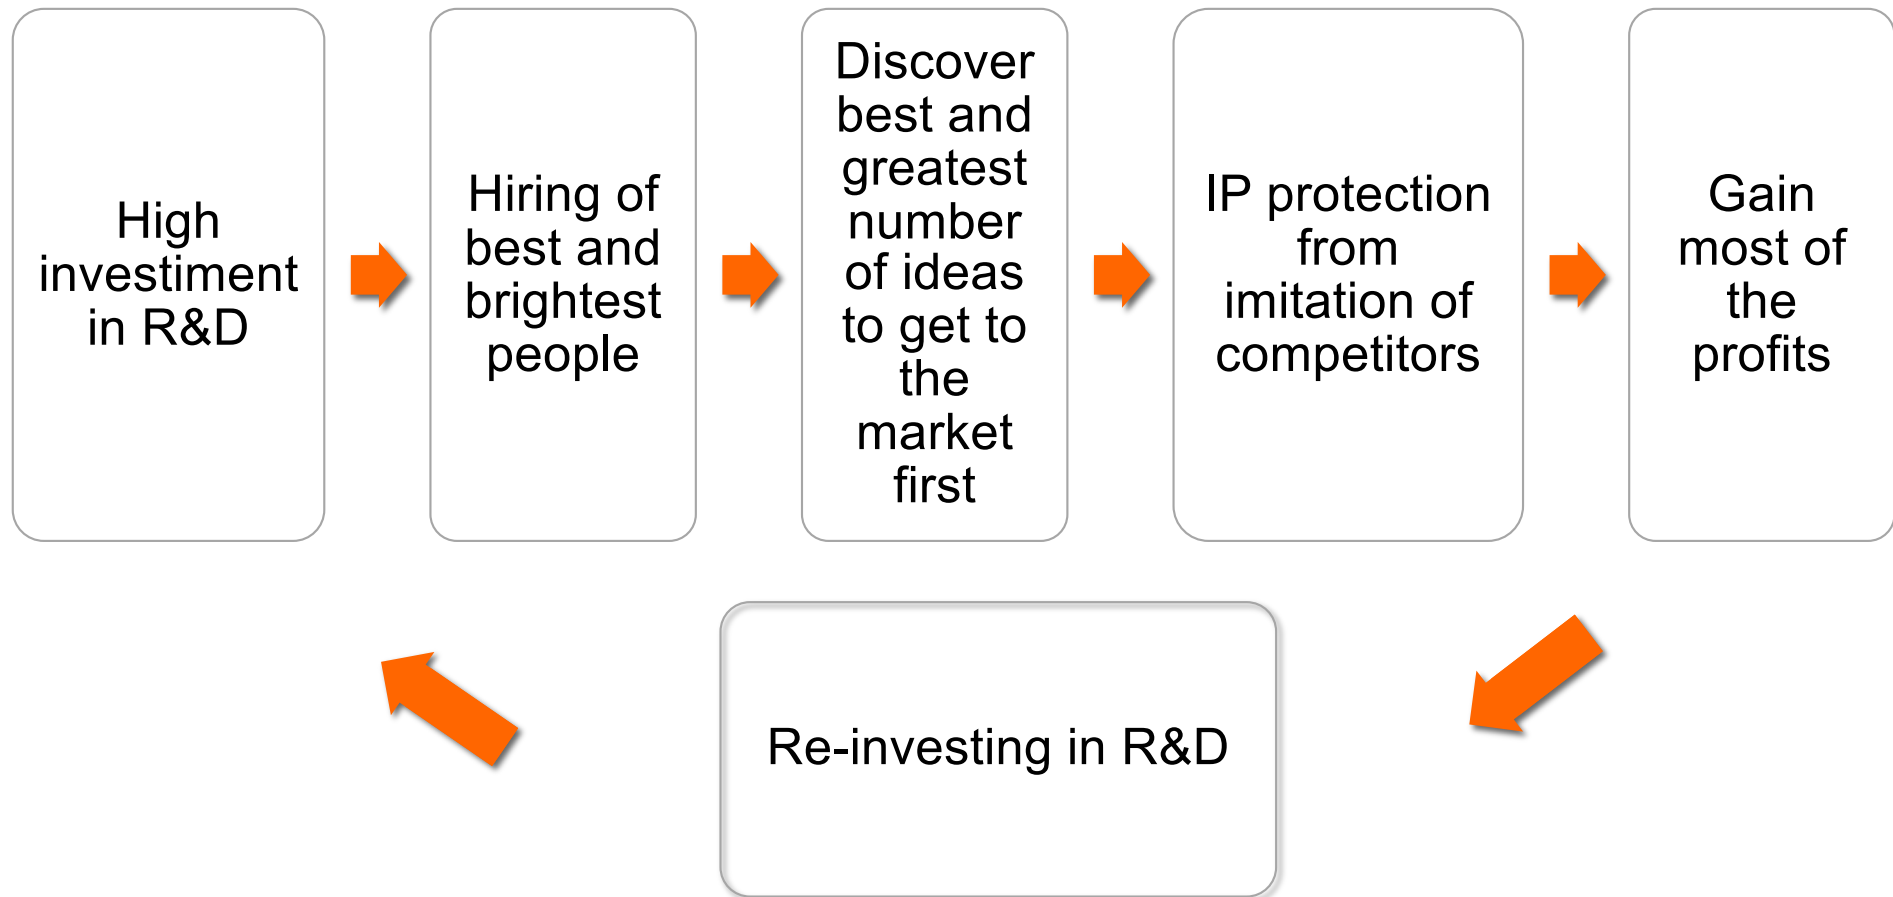 High
investiment
in R&D
Hiring of
best and
brightest
people
Discover
best and
greatest
number
of ideas
to get to
the
market
first
IP protection
from
imitation of
competitors
Gain
most of
the
profits
Re-investing in R&D